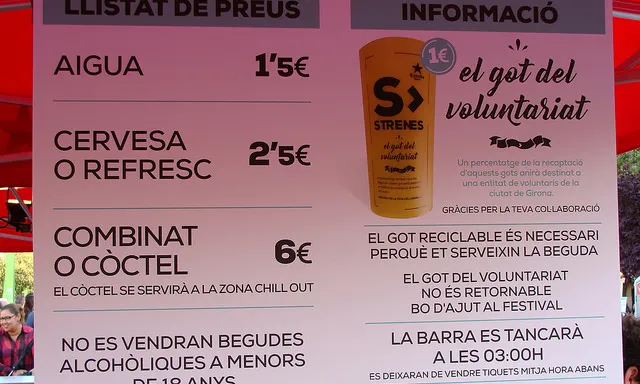 LLISTAT DE PREUS
AIGUA 1'5€
CERVESA
O REFRESC 2'5€
COMBINAT
O CÒCTEL 6€
EL CÒCTEL SE SERVIRÀ A LA ZONA CHILL OUT
NO ES VENDRAN BEGUDES
ALCOHÒLIQUES A MENORS
DE 18 ANYS
INFORMACIÓ
1€
S>
STRENES
el got del
voluntariat
el got del
voluntariat
Un percentatge de la recaptació
d'aquests gots anirà destinat a
una entitat de voluntaris de la
ciutat de Girona.
GRÀCIES PER LA TEVA COL·LABORACIÓ
EL GOT RECICLABLE ÉS NECESSARI
PERQUÈ ET SERVEIXIN LA BEGUDA
EL GOT DEL VOLUNTARIAT
NO ÉS RETORNABLE
BO D'AJUT AL FESTIVAL
LA BARRA ES TANCARÀ
A LES 03:00H
ES DEIXARAN DE VENDRE TIQUETS MITJA HORA ABANS